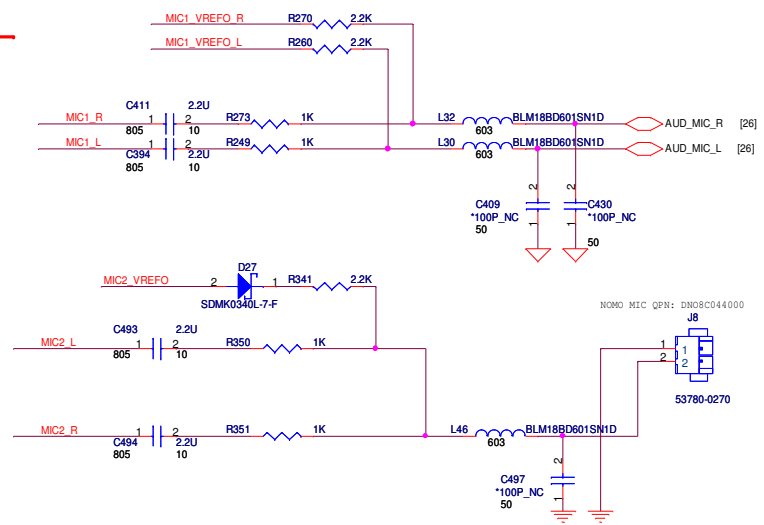 MIC1_VREFO_R R270 2.2K
MIC1_VREFO_L R260 2.2K
C411 2.2U
MIC1_R 1 2 R273 1K L32 BLM18BD601SN1D AUD_MIC_R [26]
805 10 603
MIC1_L 1 2 R249 1K L30 BLM18BD601SN1D AUD_MIC_L [26]
C394 2.2U 603
805 10
2 2
C409 C430
*100P_NC *100P_NC
1 1
50 50
D27
MIC2_VREFO 2 1 R341 2.2K
SDMK0340L-7-F
NOMO MIC QPN: DNO8C044000
J8
C493 2.2U
MIC2_L 1 2 R350 1K 1 1
805 10 2 2
53780-0270
MIC2_R 1 2 R351 1K L46 BLM18BD601SN1D
C494 2.2U 603
805 10
2
C497
*100P_NC
1
50